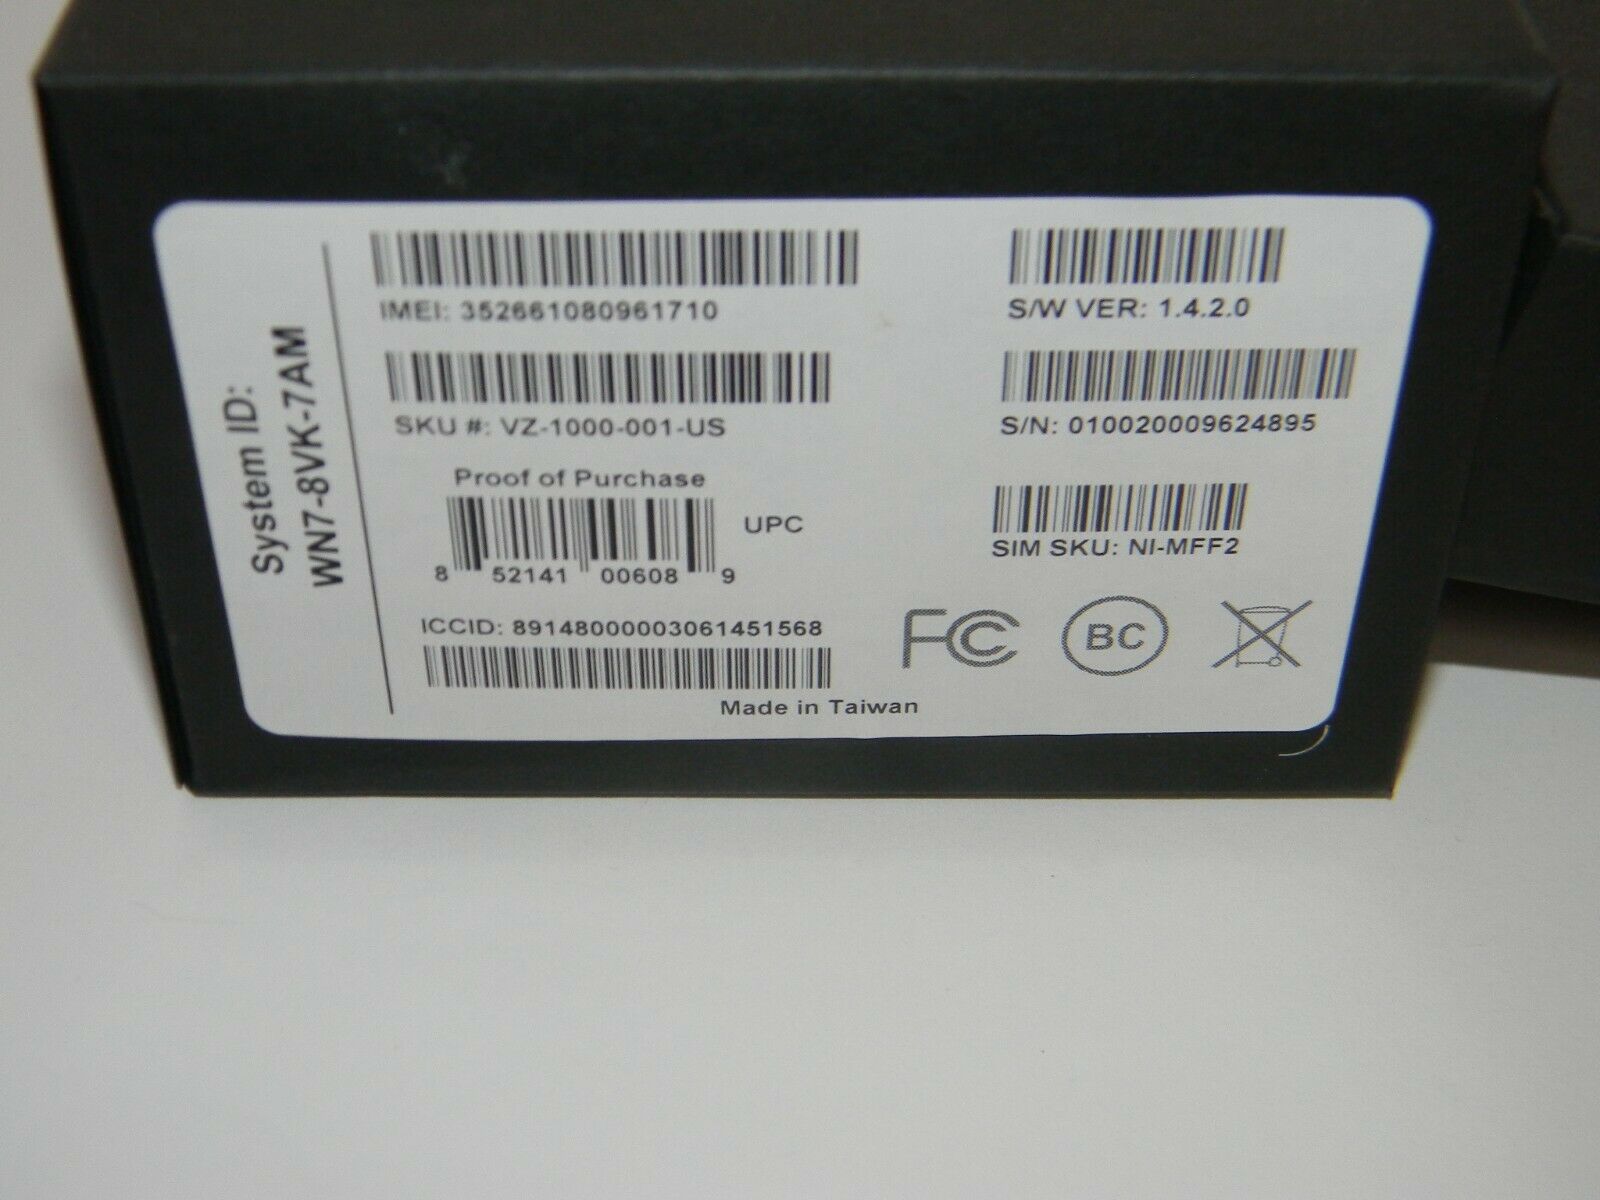 System ID:
WN7-8VK-7AM
IMEI: 352661080961710
SKU #: VZ-1000-001-US
Proof of Purchase
UPC
8 52141 00608 9
ICCID: 89148000003061451568
S/W VER: 1.4.2.0
S/N: 010020009624895
SIM SKU: NI-MFF2
FC
BC
Made in Taiwan